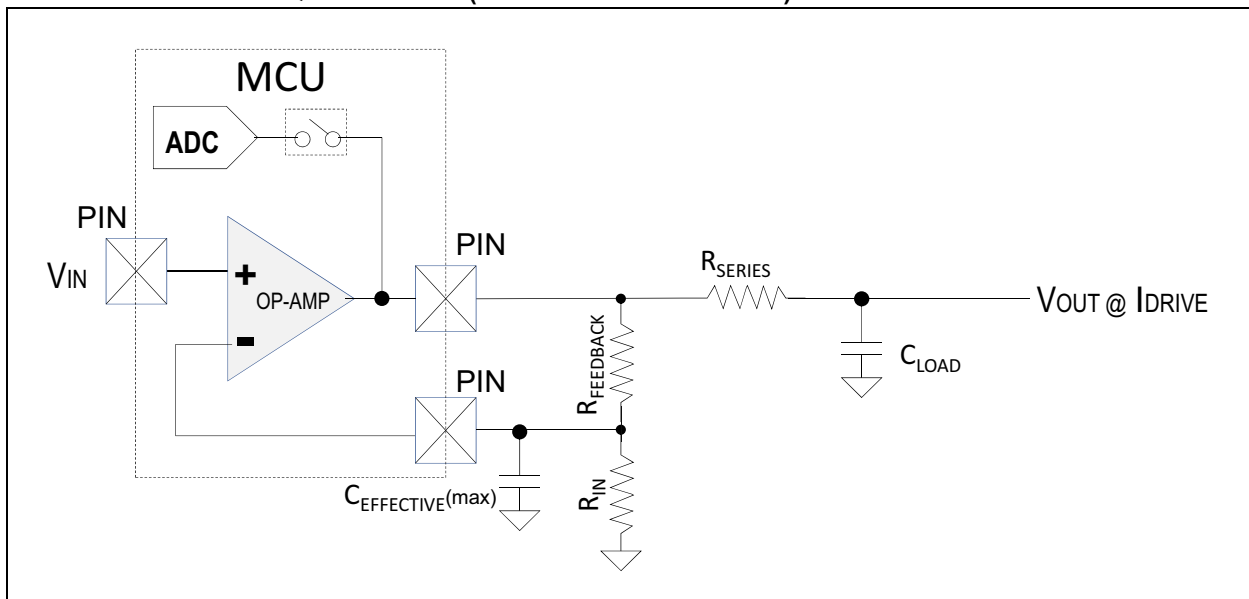 MCU
ADC
PIN
VIN
+
OP-AMP
-
PIN
RSERIES
VOUT @ IDRIVE
CLOAD
RFEEDBACK
PIN
CEFFECTIVE(max)
RIN